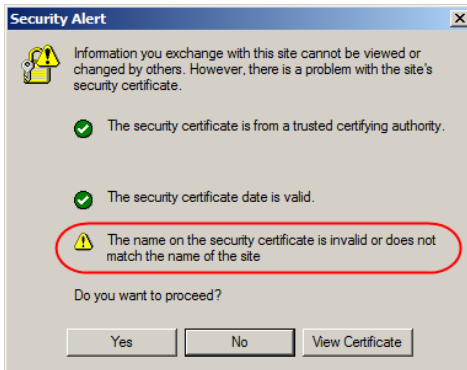 Security Alert
Information you exchange with this site cannot be viewed or
changed by others. However, there is a problem with the site's
security certificate.
The security certificate is from a trusted certifying authority.
The security certificate date is valid.
The name on the security certificate is invalid or does not
match the name of the site
Do you want to proceed?
Yes
No
View Certificate